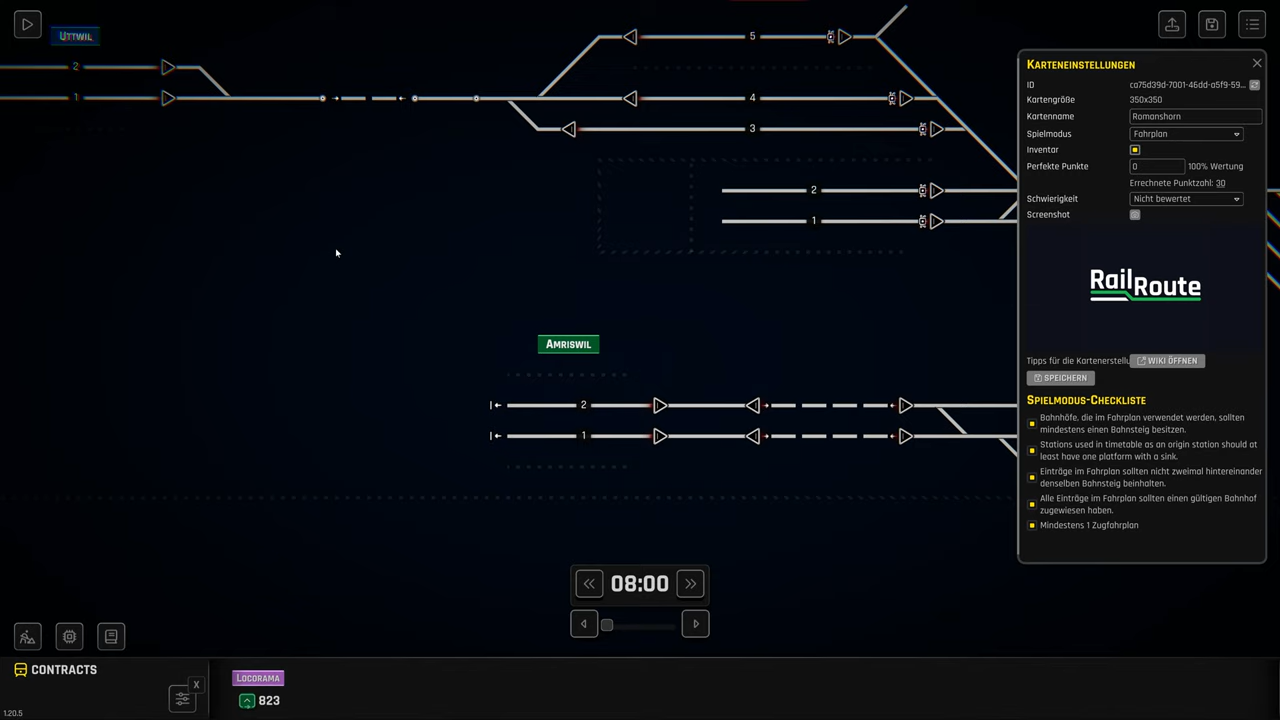 UTTWIL
2
1
5
4
3
2
1
AMRISWIL
2
1
08:00
CONTRACTS
X
1.20.5
LOCORAMA
823
KARTENEINSTELLUNGEN
ID ca75d39d-7001-46dd-a5f9-59...
Kartengröße 350x350
Kartenname Romanshorn
Spielmodus Fahrplan
Inventar
Perfekte Punkte 0 100% Wertung
Errechnete Punktzahl: 30
Schwierigkeit Nicht bewertet
Screenshot
RailRoute
Tipps für die Kartenerstellu WIKI ÖFFNEN
SPEICHERN
SPIELMODUS-CHECKLISTE
Bahnhöfe, die im Fahrplan verwendet werden, sollten
mindestens einen Bahnsteig besitzen.
Stations used in timetable as an origin station should at
least have one platform with a sink.
Einträge im Fahrplan sollten nicht zweimal hintereinander
denselben Bahnsteig beinhalten.
Alle Einträge im Fahrplan sollten einen gültigen Bahnhof
zugewiesen haben.
Mindestens 1 Zugfahrplan